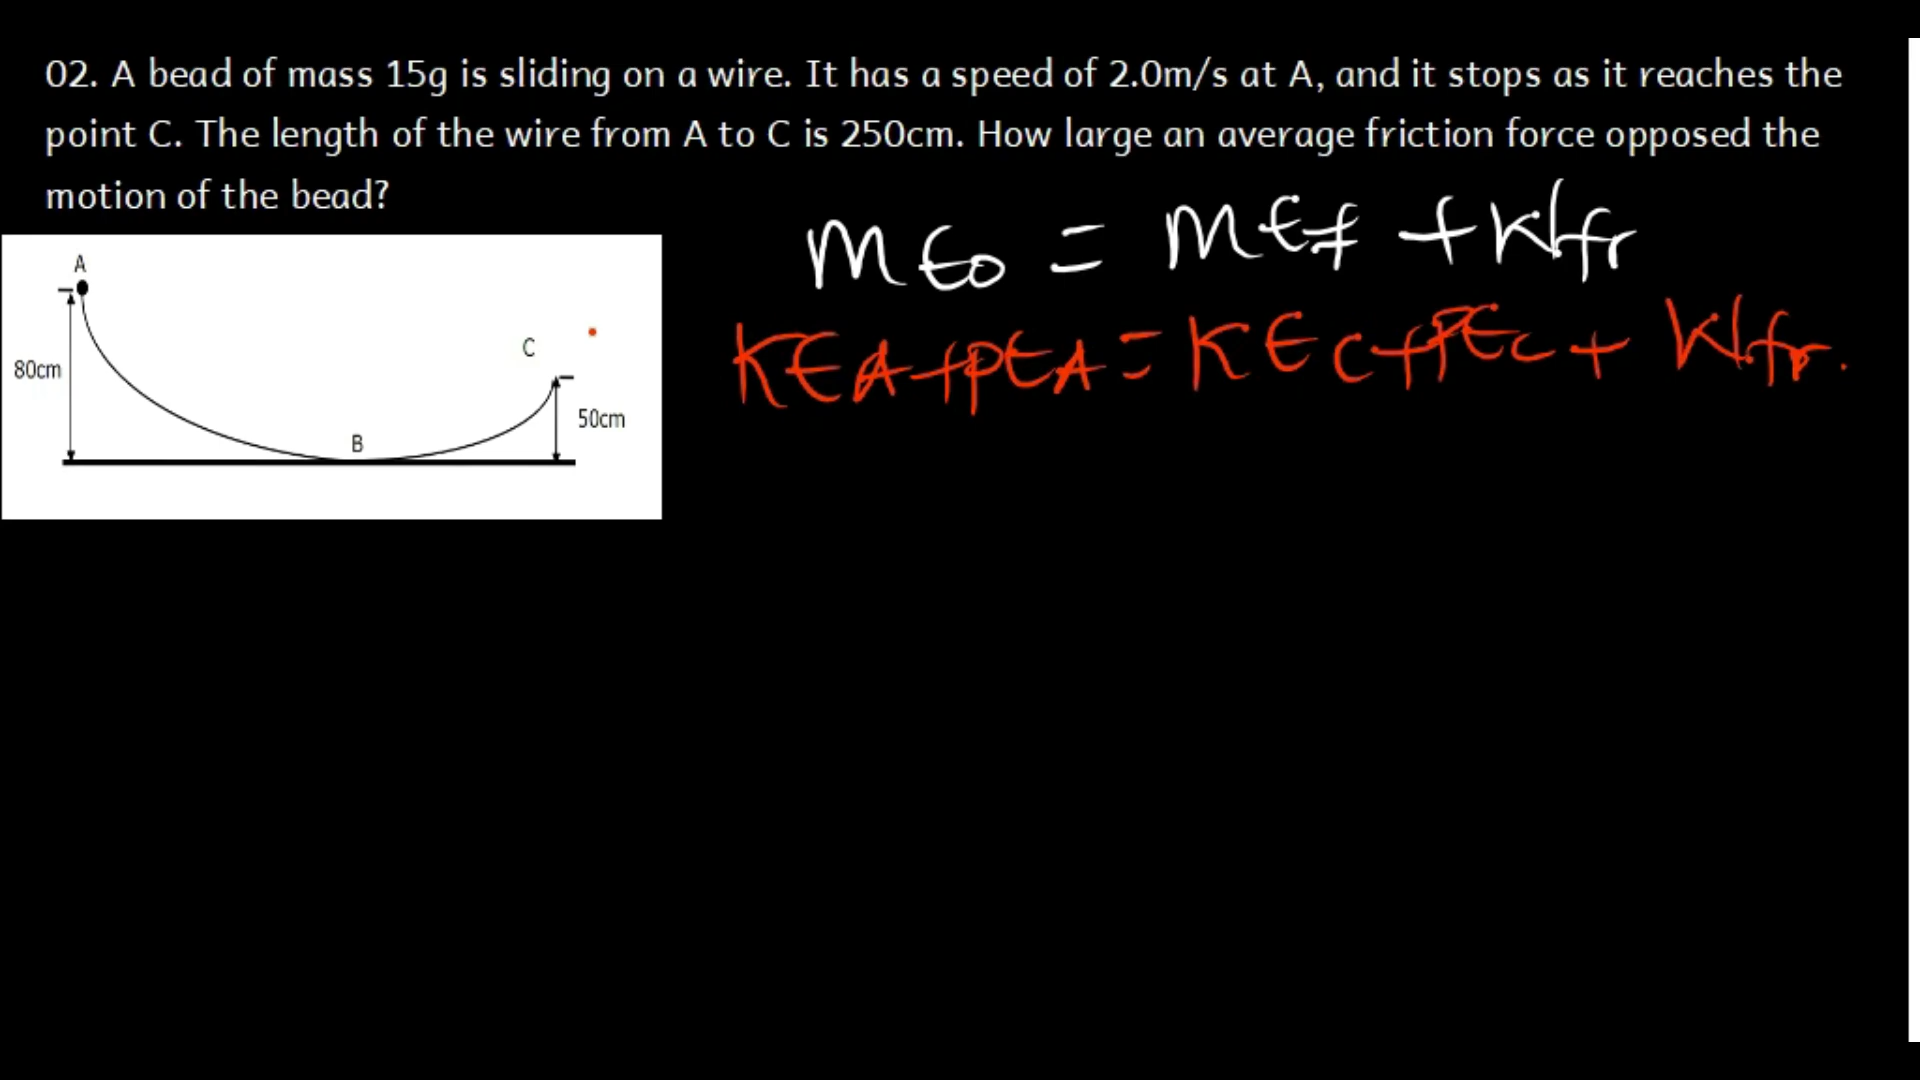 02. A bead of mass 15g is sliding on a wire. It has a speed of 2.0m/s at A, and it stops as it reaches the
point C. The length of the wire from A to C is 250cm. How large an average friction force opposed the
motion of the bead?
MEo = MEf + Wfr
KEA+PEA = KEC+PEC + Wfr.
A
C
80cm
50cm
B